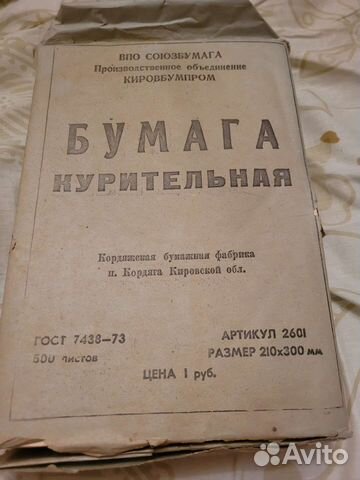 ВПО СОЮЗБУМАГА
Производственное объединение
КИРОВБУМПРОМ
БУМАГА
КУРИТЕЛЬНАЯ
Кордяжская бумажная фабрика
п. Кордяга Кировской обл.
ГОСТ 7438—73
АРТИКУЛ 2601
500 листов
РАЗМЕР 210х300 мм
ЦЕНА 1 руб.
Avito